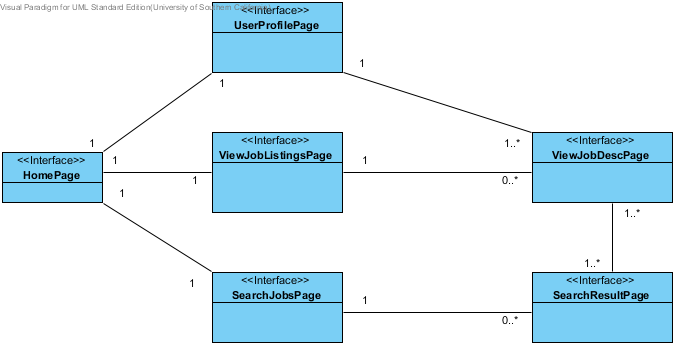 Visual Paradigm for UML Standard Edition(University of Southern California)
<<Interface>>
UserProfilePage
1
1
1
1..*
<<Interface>>
HomePage
1
1
<<Interface>>
ViewJobListingsPage
1
0..*
<<Interface>>
ViewJobDescPage
1
1
1..*
1..*
<<Interface>>
SearchJobsPage
1
0..*
<<Interface>>
SearchResultPage